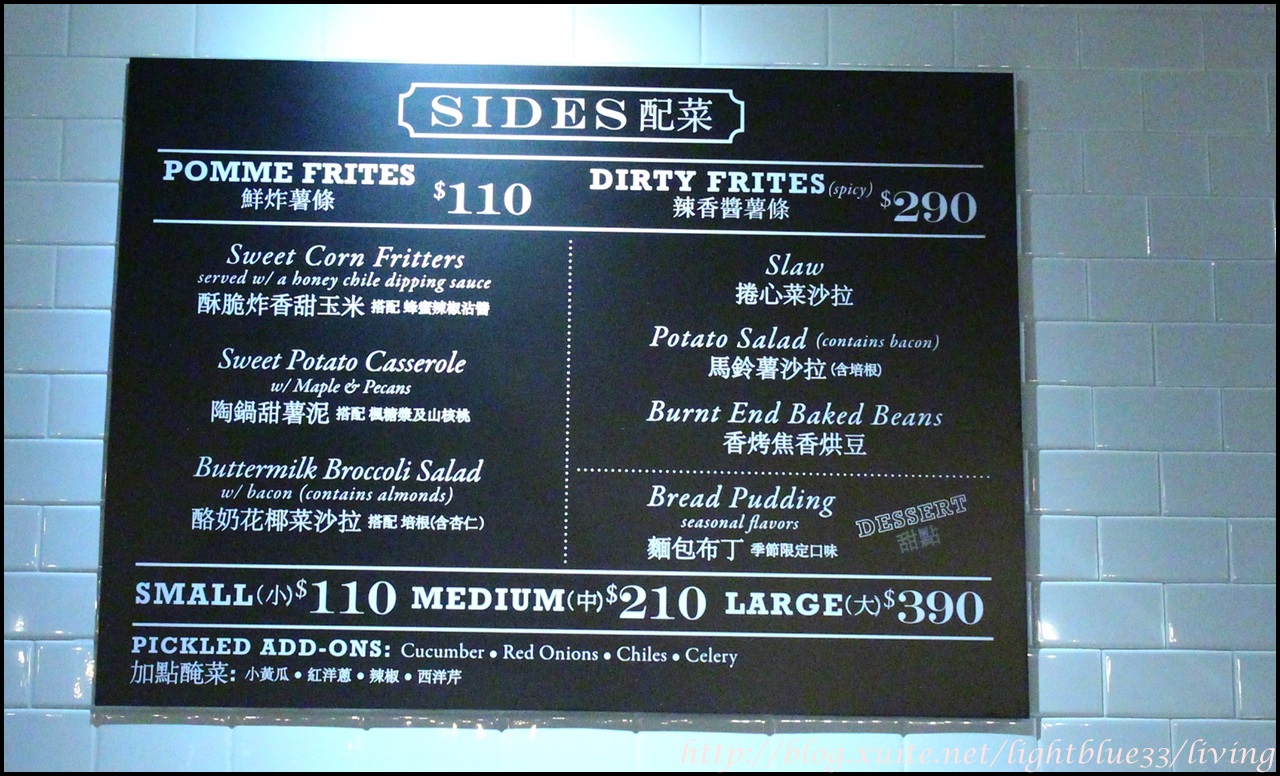 SIDES 配菜
POMME FRITES
鮮炸薯條
$110
DIRTY FRITES (spicy)
辣香醬薯條
$290
Sweet Corn Fritters
served w/ a honey chile dipping sauce
酥脆炸香甜玉米 搭配 蜂蜜辣椒沾醬
Sweet Potato Casserole
w/ Maple & Pecans
陶鍋甜薯泥 搭配 楓糖漿及山核桃
Buttermilk Broccoli Salad
w/ bacon (contains almonds)
酪奶花椰菜沙拉 搭配 培根(含杏仁)
Slaw
捲心菜沙拉
Potato Salad (contains bacon)
馬鈴薯沙拉 (含培根)
Burnt End Baked Beans
香烤焦香烘豆
Bread Pudding
seasonal flavors
麵包布丁 季節限定口味
DESSERT
甜點
SMALL(小)$110 MEDIUM(中)$210 LARGE(大)$390
PICKLED ADD-ONS: Cucumber • Red Onions • Chiles • Celery
加點醃菜: 小黃瓜 • 紅洋蔥 • 辣椒 • 西洋芹
http://blog.xuite.net/lightblue33/living